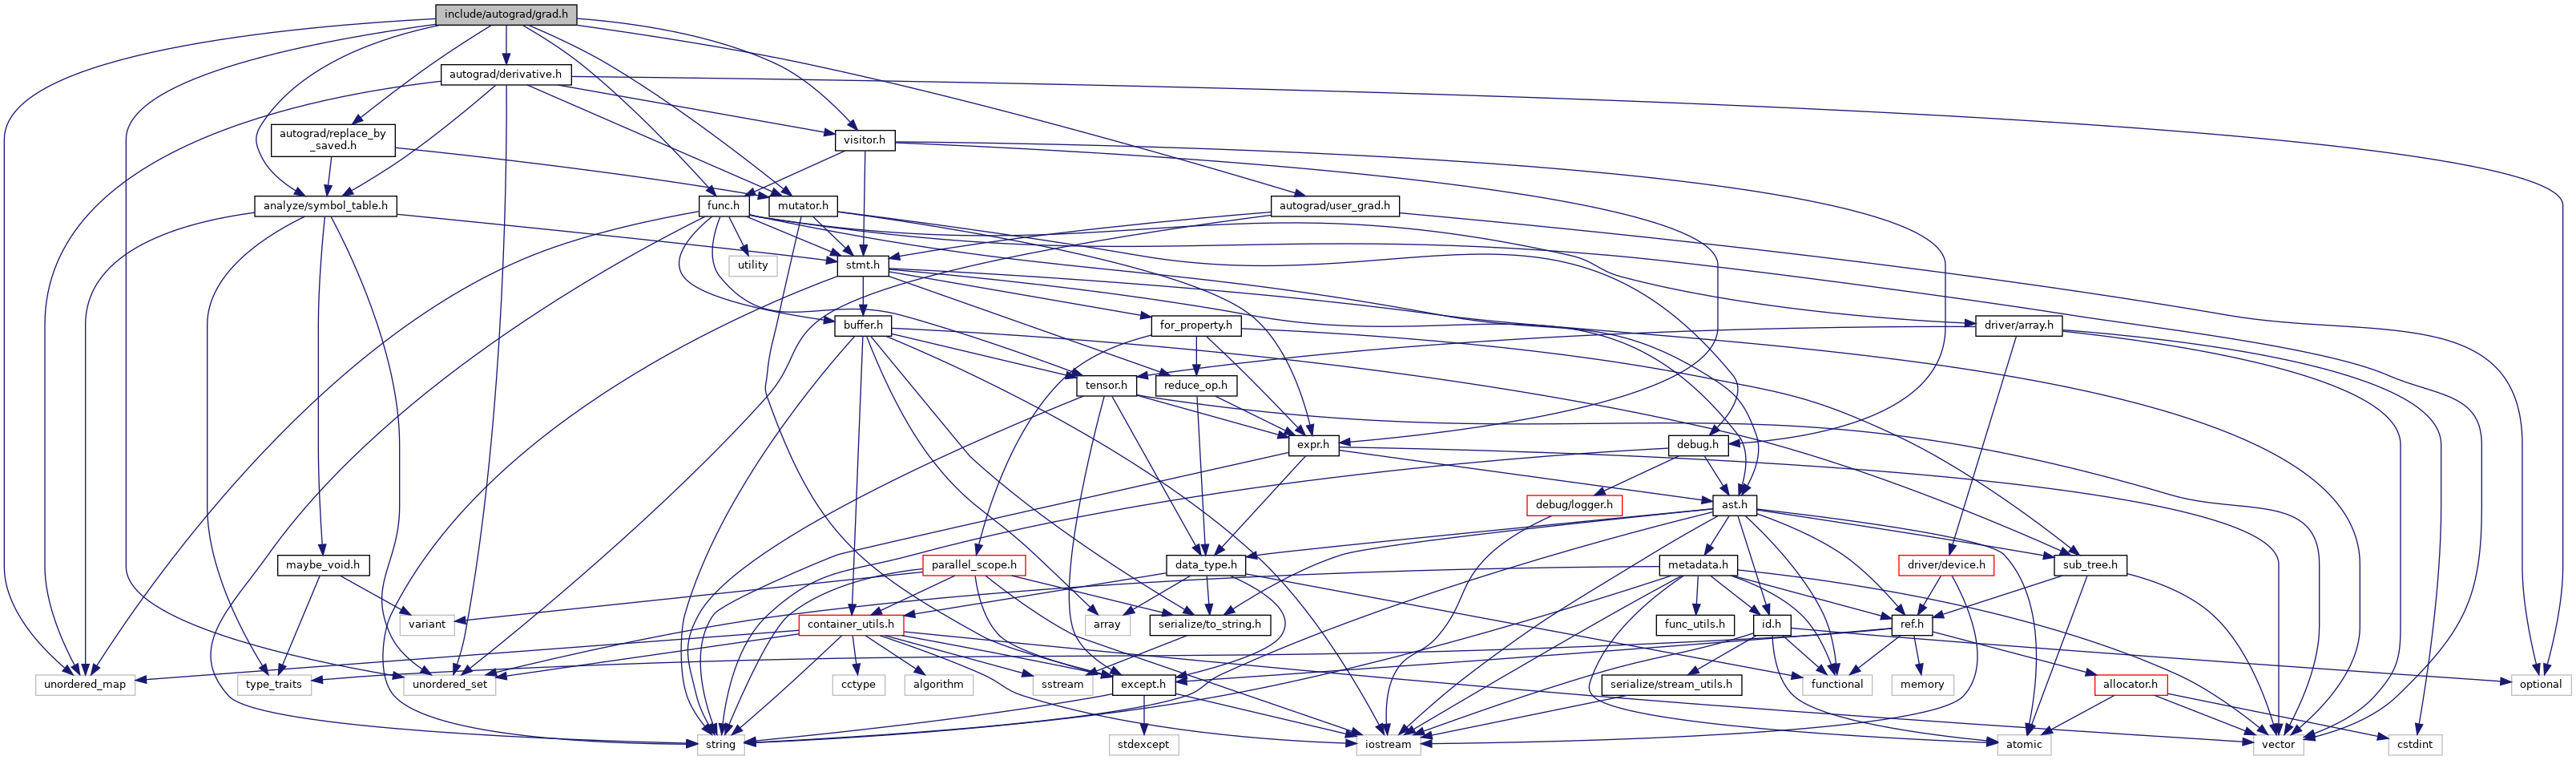 include/autograd/grad.h
autograd/derivative.h
autograd/replace_by
_saved.h
visitor.h
analyze/symbol_table.h
func.h
mutator.h
autograd/user_grad.h
utility
stmt.h
buffer.h
for_property.h
driver/array.h
tensor.h
reduce_op.h
expr.h
debug.h
debug/logger.h
ast.h
maybe_void.h
parallel_scope.h
data_type.h
metadata.h
driver/device.h
sub_tree.h
variant
container_utils.h
array
serialize/to_string.h
func_utils.h
id.h
ref.h
unordered_map
type_traits
unordered_set
cctype
algorithm
sstream
except.h
serialize/stream_utils.h
functional
memory
allocator.h
optional
string
stdexcept
iostream
atomic
vector
cstdint